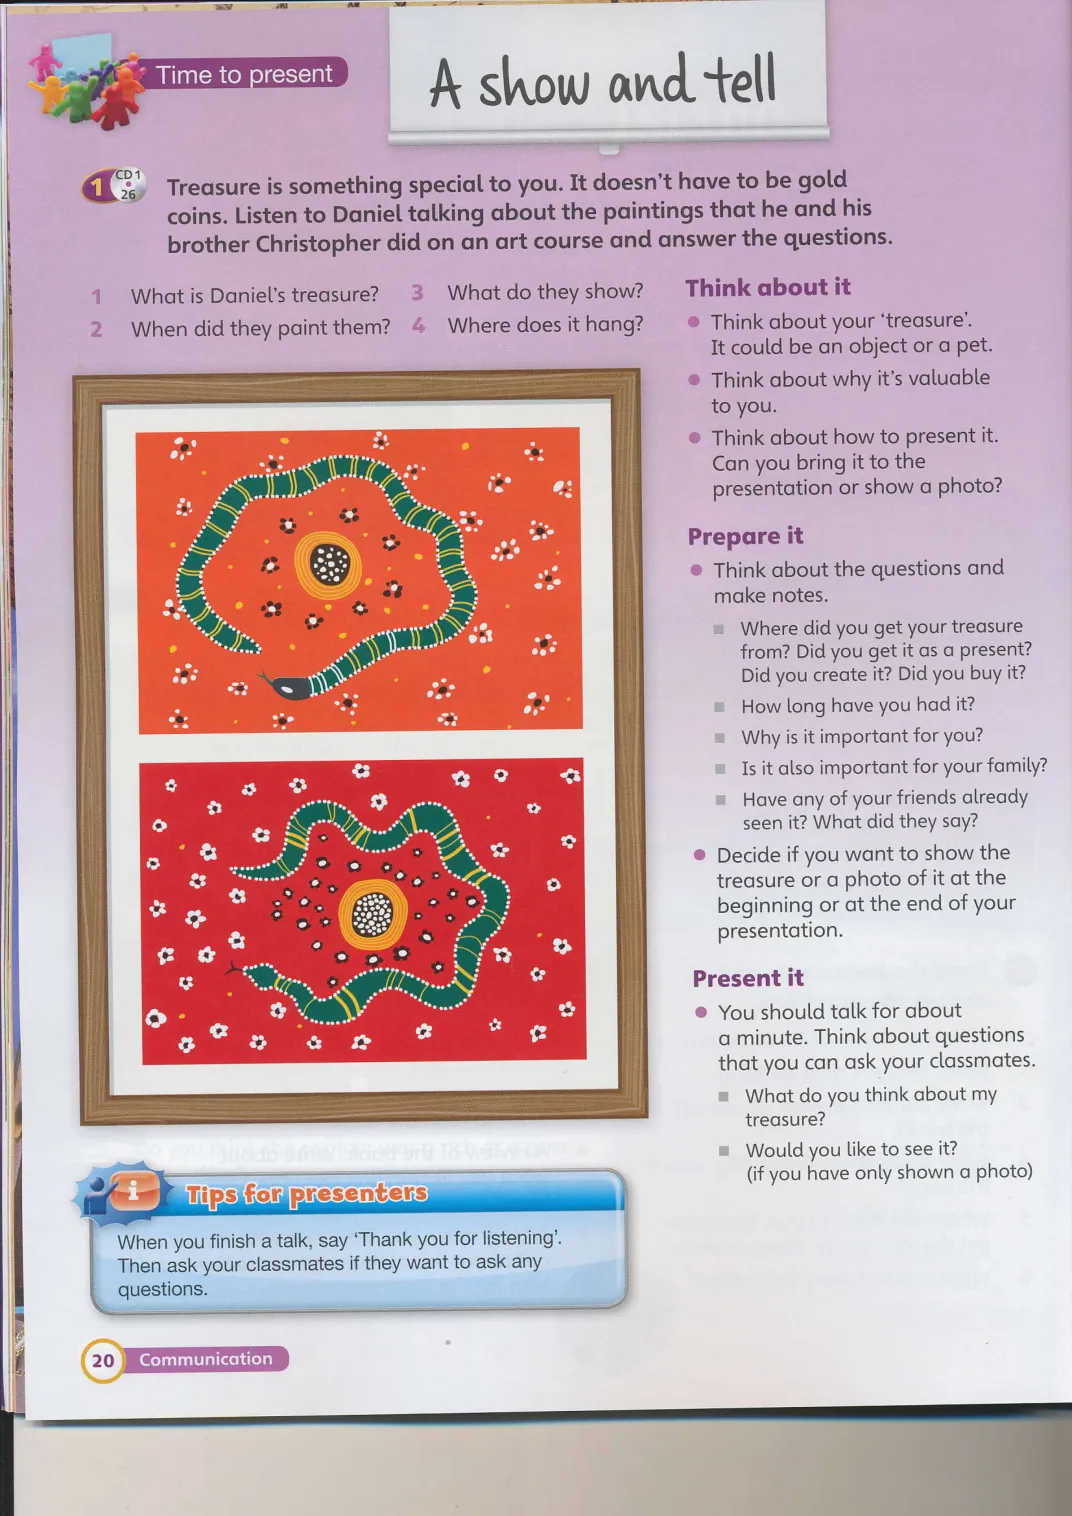 Time to present
A show and tell
1
CD 1
26
Treasure is something special to you. It doesn't have to be gold
coins. Listen to Daniel talking about the paintings that he and his
brother Christopher did on an art course and answer the questions.
1 What is Daniel's treasure?
2 When did they paint them?
3 What do they show?
4 Where does it hang?
Think about it
Think about your 'treasure'.
It could be an object or a pet.
Think about why it's valuable
to you.
Think about how to present it.
Can you bring it to the
presentation or show a photo?
Prepare it
Think about the questions and
make notes.
Where did you get your treasure
from? Did you get it as a present?
Did you create it? Did you buy it?
How long have you had it?
Why is it important for you?
Is it also important for your family?
Have any of your friends already
seen it? What did they say?
Decide if you want to show the
treasure or a photo of it at the
beginning or at the end of your
presentation.
Present it
You should talk for about
a minute. Think about questions
that you can ask your classmates.
What do you think about my
treasure?
Would you like to see it?
(if you have only shown a photo)
i
Tips for presenters
When you finish a talk, say 'Thank you for listening'.
Then ask your classmates if they want to ask any
questions.
20 Communication